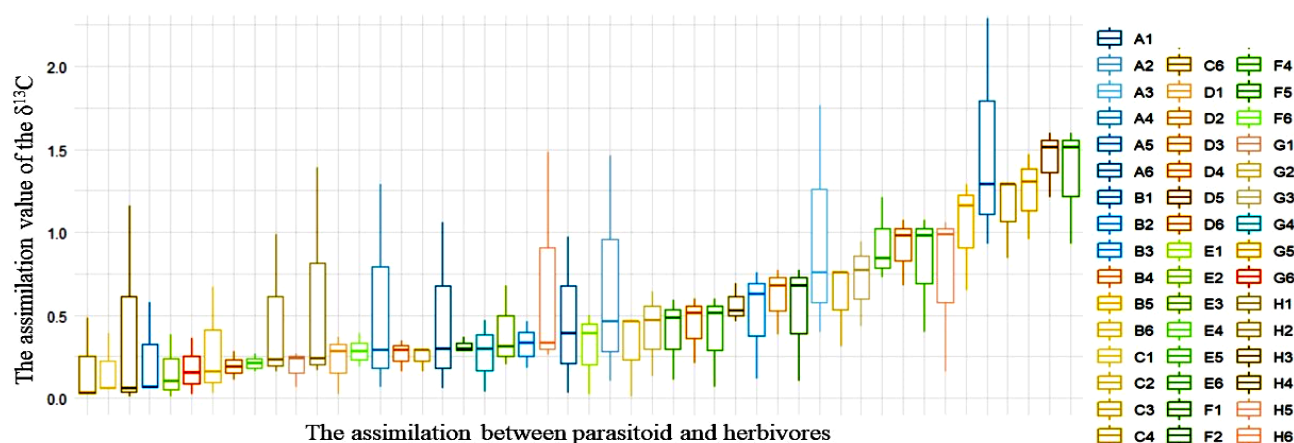 The assimilation value of the δ¹³C
2.0
1.5
1.0
0.5
0.0
The assimilation between parasitoid and herbivores
A1
A2
A3
A4
A5
A6
B1
B2
B3
B4
B5
B6
C1
C2
C3
C4
C6
D1
D2
D3
D4
D5
D6
E1
E2
E3
E4
E5
E6
F1
F2
F4
F5
F6
G1
G2
G3
G4
G5
G6
H1
H2
H3
H4
H5
H6